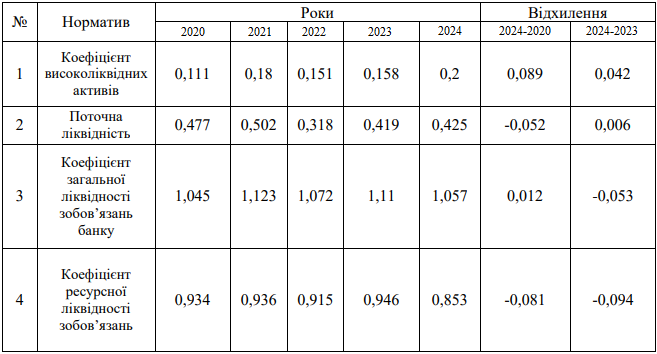 № Норматив Роки Відхилення
2020 2021 2022 2023 2024 2024-2020 2024-2023
1 Коефіцієнт високоліквідних активів 0,111 0,18 0,151 0,158 0,2 0,089 0,042
2 Поточна ліквідність 0,477 0,502 0,318 0,419 0,425 -0,052 0,006
3 Коефіцієнт загальної ліквідності зобов’язань банку 1,045 1,123 1,072 1,11 1,057 0,012 -0,053
4 Коефіцієнт ресурсної ліквідності зобов’язань 0,934 0,936 0,915 0,946 0,853 -0,081 -0,094